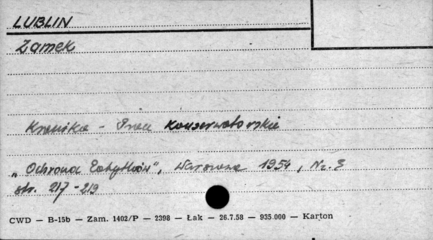 LUBLIN
Zamek
Kronika - Prace konserwatorskie
„Ochrona Zabytków", Warszawa 1954, Nr. 3
str. 217-219
CWD — B-15b — Zam. 1402/P — 2398 — Łak — 26.7.58 — 935.000 — Karton